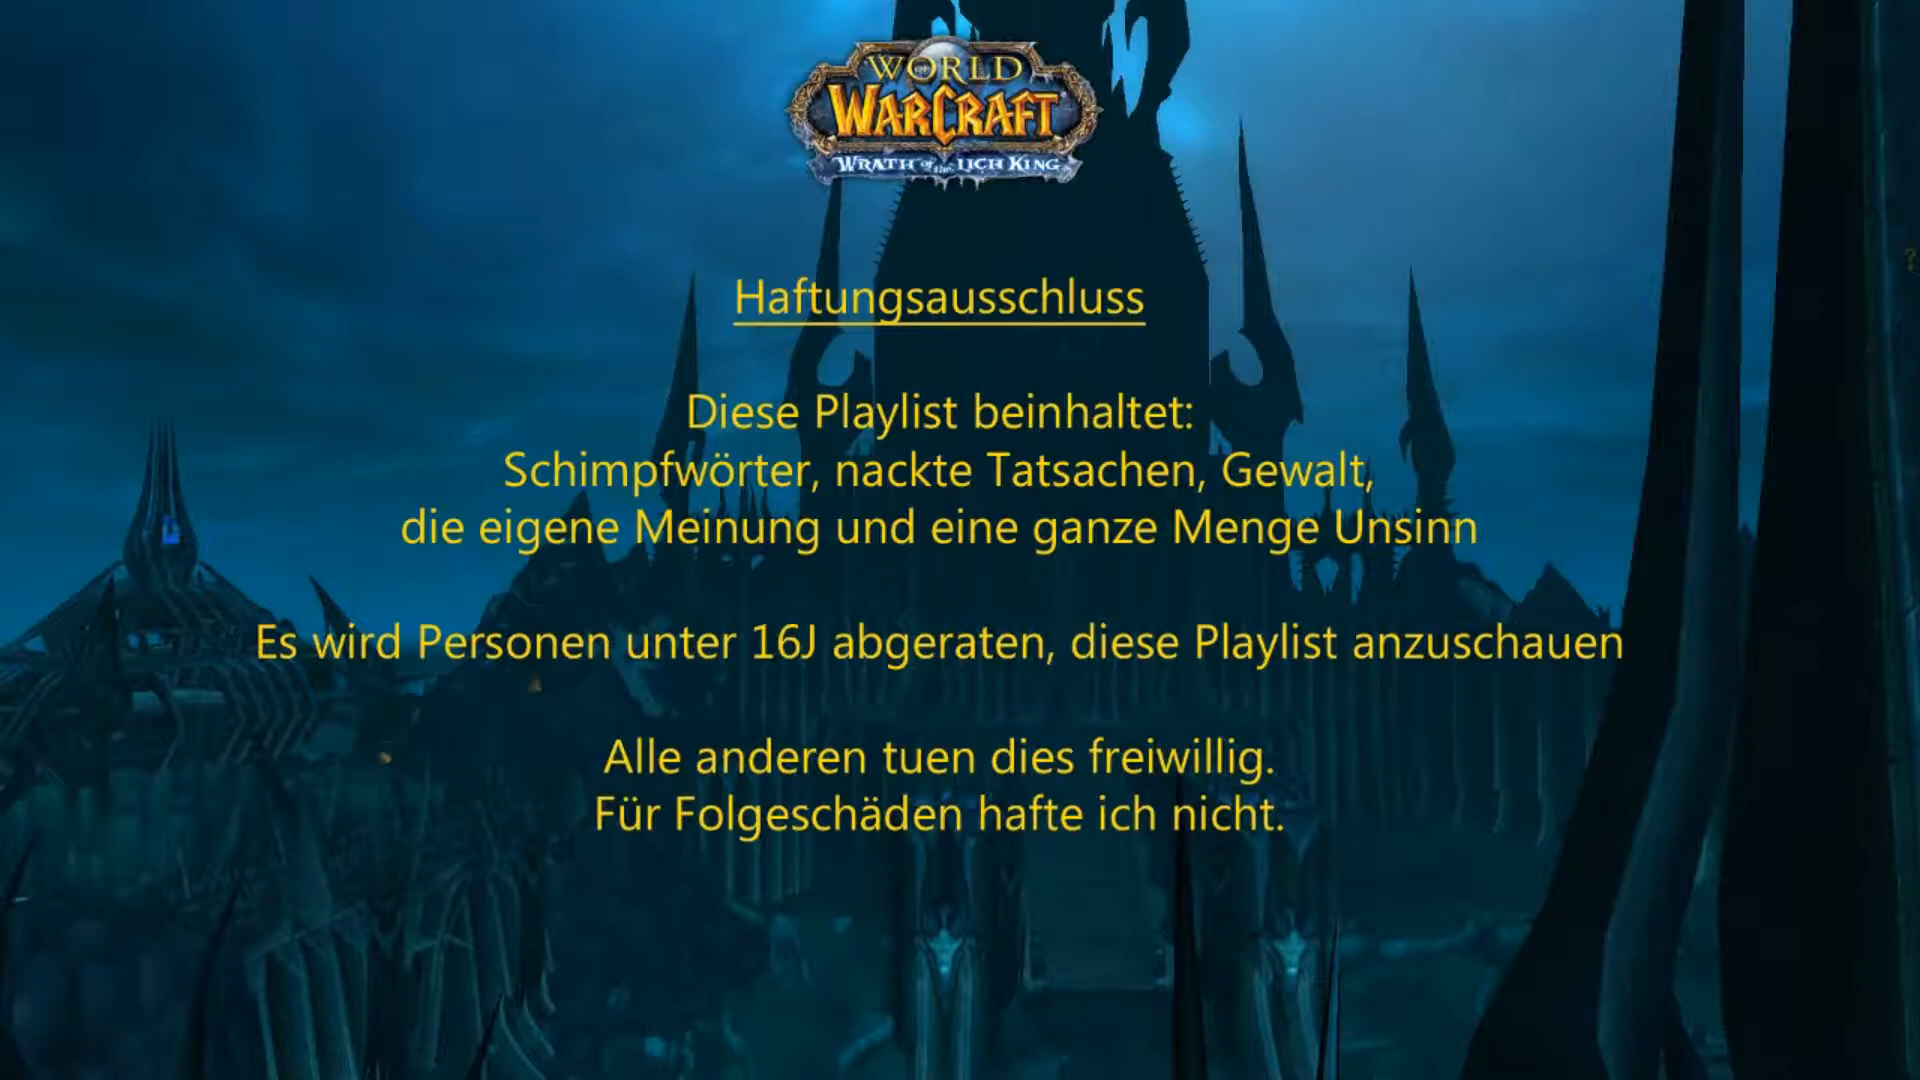 WORLD
OF
WARCRAFT
WRATH of the LICH KING
Haftungsausschluss
Diese Playlist beinhaltet:
Schimpfwörter, nackte Tatsachen, Gewalt,
die eigene Meinung und eine ganze Menge Unsinn
Es wird Personen unter 16J abgeraten, diese Playlist anzuschauen
Alle anderen tuen dies freiwillig.
Für Folgeschäden hafte ich nicht.